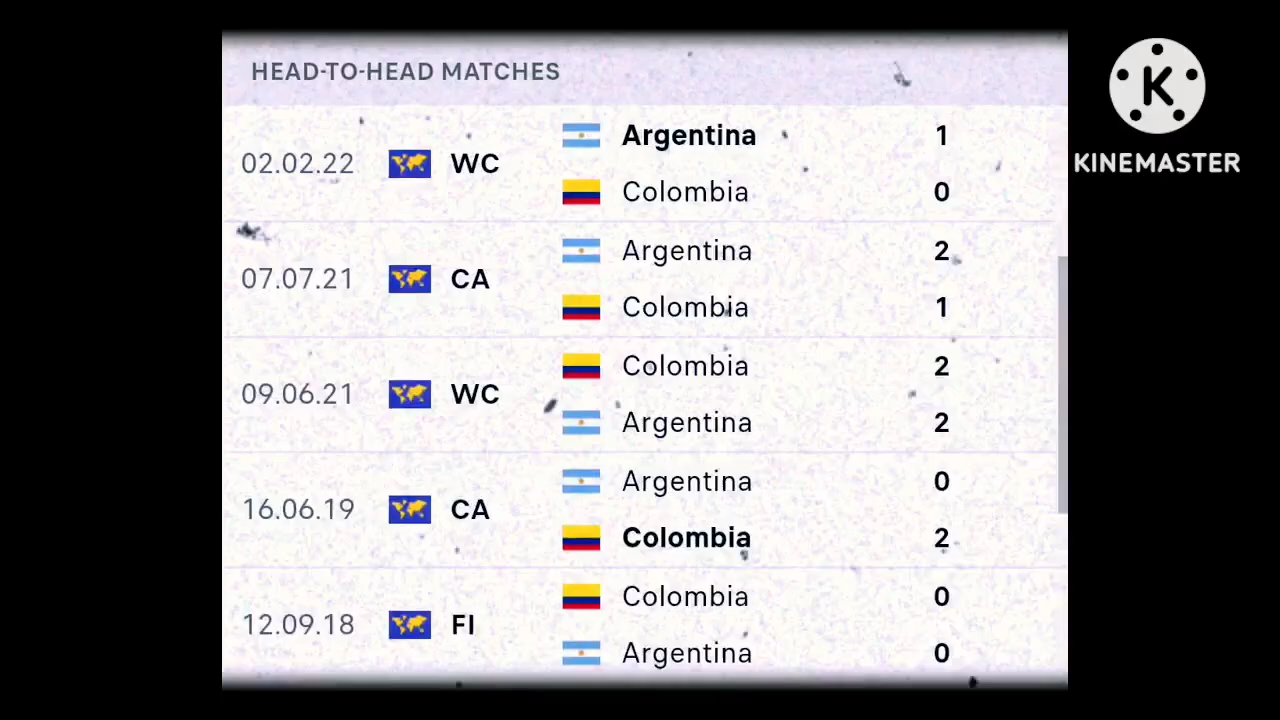 HEAD-TO-HEAD MATCHES
K
KINEMASTER
02.02.22 WC Argentina 1
Colombia 0
07.07.21 CA Argentina 2
Colombia 1
09.06.21 WC Colombia 2
Argentina 2
16.06.19 CA Argentina 0
Colombia 2
12.09.18 FI Colombia 0
Argentina 0